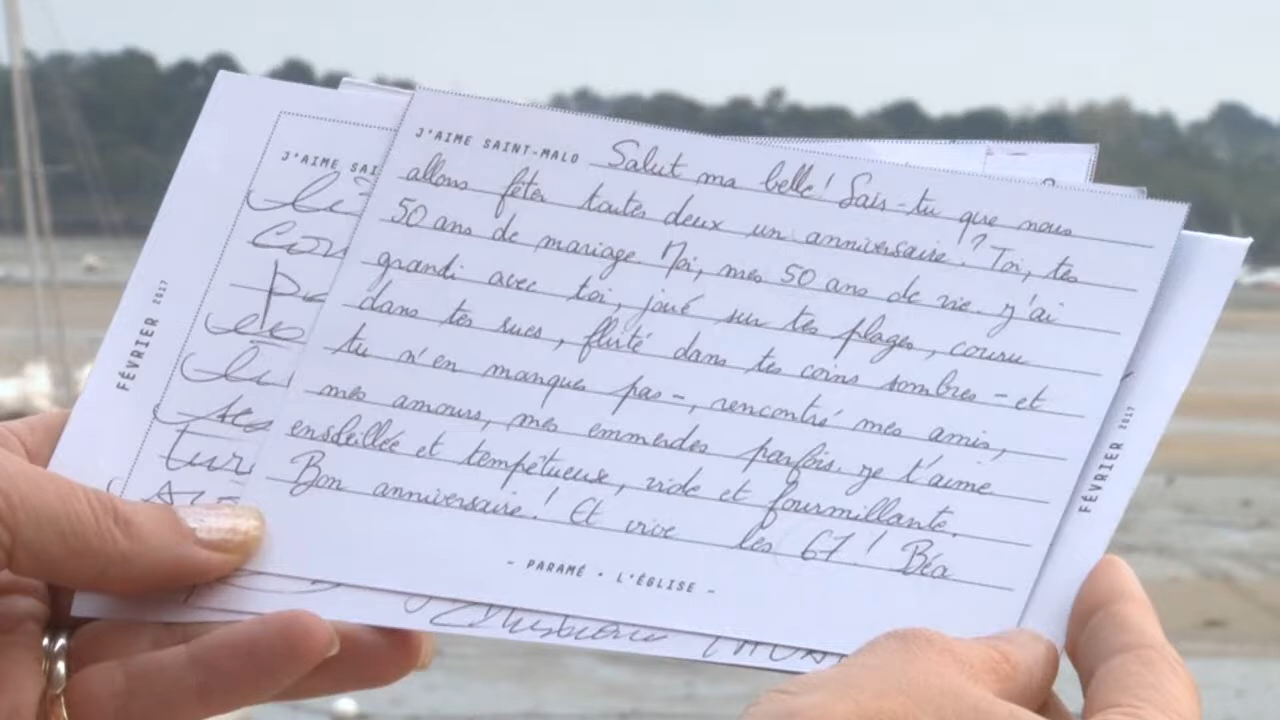 J'AIME SAINT-MALO Salut ma belle! Sais-tu que nous
allons fêter toutes deux un anniversaire? Toi, tes
50 ans de mariage Moi, mes 50 ans de vie. J'ai
grandi avec toi, joué sur tes plages, couru
dans tes rues, flirté dans tes coins sombres - et
tu n'en manques pas -, rencontré mes amis,
mes amours, mes emmerdes parfois. Je t'aime
ensoleillée et tempêtueuse, vide et fourmillante.
Bon anniversaire! Et vive les 67! Béa
- PARAMÉ • L'ÉGLISE -
J'AIME SAI
FÉVRIER 2017
FÉVRIER 2017